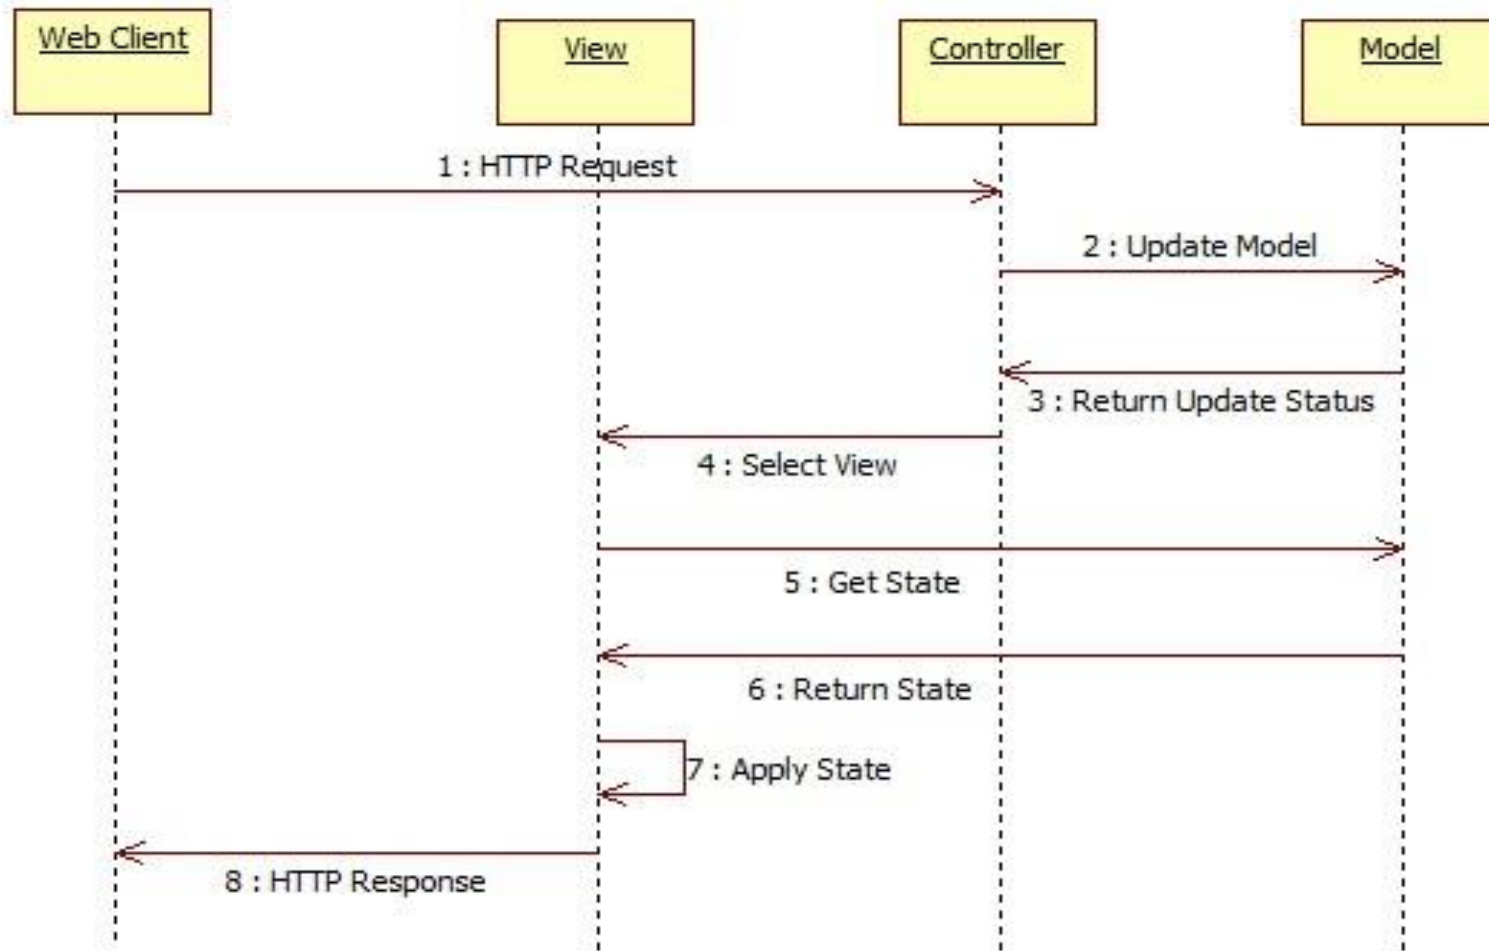 Web Client
View
Controller
Model
1 : HTTP Request
2 : Update Model
3 : Return Update Status
4 : Select View
5 : Get State
6 : Return State
7 : Apply State
8 : HTTP Response